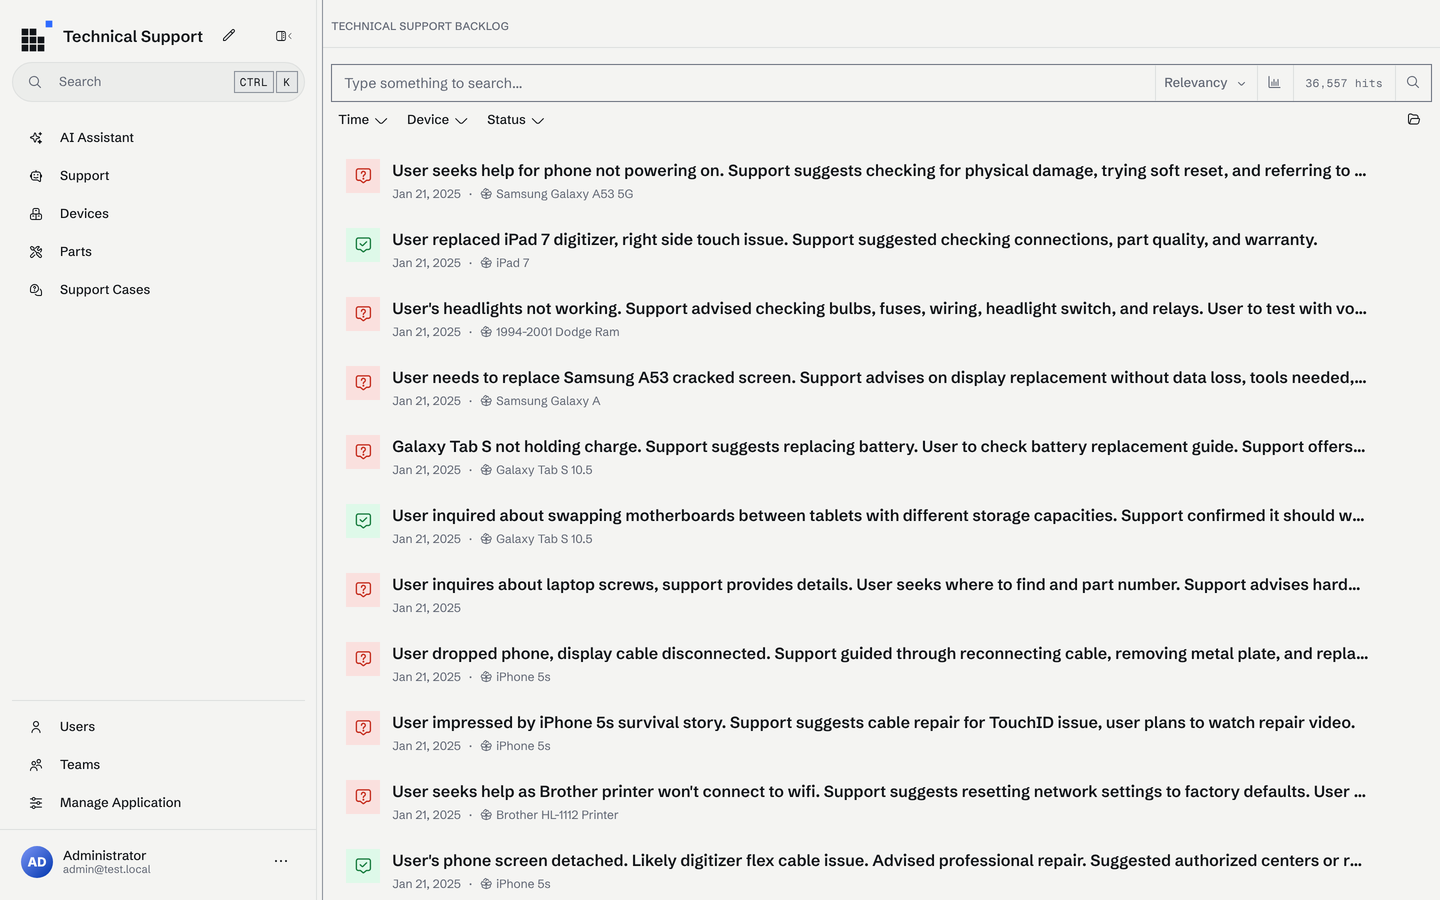 Technical Support
Search CTRL K
AI Assistant
Support
Devices
Parts
Support Cases
Users
Teams
Manage Application
AD
Administrator
admin@test.local
TECHNICAL SUPPORT BACKLOG
Type something to search... Relevancy 36,557 hits
Time Device Status
User seeks help for phone not powering on. Support suggests checking for physical damage, trying soft reset, and referring to ...
Jan 21, 2025 · Samsung Galaxy A53 5G
User replaced iPad 7 digitizer, right side touch issue. Support suggested checking connections, part quality, and warranty.
Jan 21, 2025 · iPad 7
User's headlights not working. Support advised checking bulbs, fuses, wiring, headlight switch, and relays. User to test with vo...
Jan 21, 2025 · 1994-2001 Dodge Ram
User needs to replace Samsung A53 cracked screen. Support advises on display replacement without data loss, tools needed,...
Jan 21, 2025 · Samsung Galaxy A
Galaxy Tab S not holding charge. Support suggests replacing battery. User to check battery replacement guide. Support offers...
Jan 21, 2025 · Galaxy Tab S 10.5
User inquired about swapping motherboards between tablets with different storage capacities. Support confirmed it should w...
Jan 21, 2025 · Galaxy Tab S 10.5
User inquires about laptop screws, support provides details. User seeks where to find and part number. Support advises hard...
Jan 21, 2025
User dropped phone, display cable disconnected. Support guided through reconnecting cable, removing metal plate, and repla...
Jan 21, 2025 · iPhone 5s
User impressed by iPhone 5s survival story. Support suggests cable repair for TouchID issue, user plans to watch repair video.
Jan 21, 2025 · iPhone 5s
User seeks help as Brother printer won't connect to wifi. Support suggests resetting network settings to factory defaults. User ...
Jan 21, 2025 · Brother HL-1112 Printer
User's phone screen detached. Likely digitizer flex cable issue. Advised professional repair. Suggested authorized centers or r...
Jan 21, 2025 · iPhone 5s